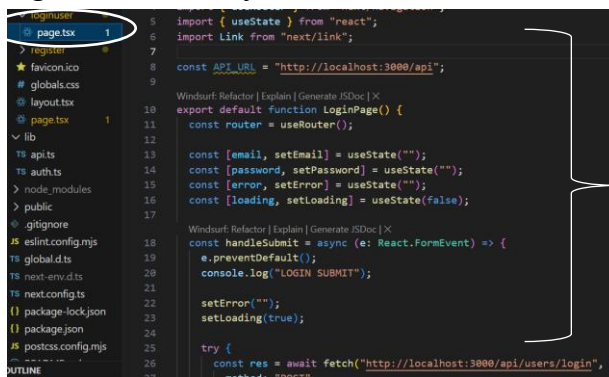 loginuser
page.tsx 1
register
favicon.ico
globals.css
layout.tsx
page.tsx 1
lib
TS api.ts
TS auth.ts
node_modules
public
.gitignore
JS eslint.config.mjs
TS global.d.ts
TS next-env.d.ts
TS next.config.ts
{} package-lock.json
{} package.json
JS postcss.config.mjs
OUTLINE
5 import { useState } from "react";
6 import Link from "next/link";
7
8 const API_URL = "http://localhost:3000/api";
9
Windsurf: Refactor | Explain | Generate JSDoc | X
10 export default function LoginPage() {
11 const router = useRouter();
12
13 const [email, setEmail] = useState("");
14 const [password, setPassword] = useState("");
15 const [error, setError] = useState("");
16 const [loading, setLoading] = useState(false);
17
Windsurf: Refactor | Explain | Generate JSDoc | X
18 const handleSubmit = async (e: React.FormEvent) => {
19 e.preventDefault();
20 console.log("LOGIN SUBMIT");
21
22 setError("");
23 setLoading(true);
24
25 try {
26 const res = await fetch("http://localhost:3000/api/users/login",